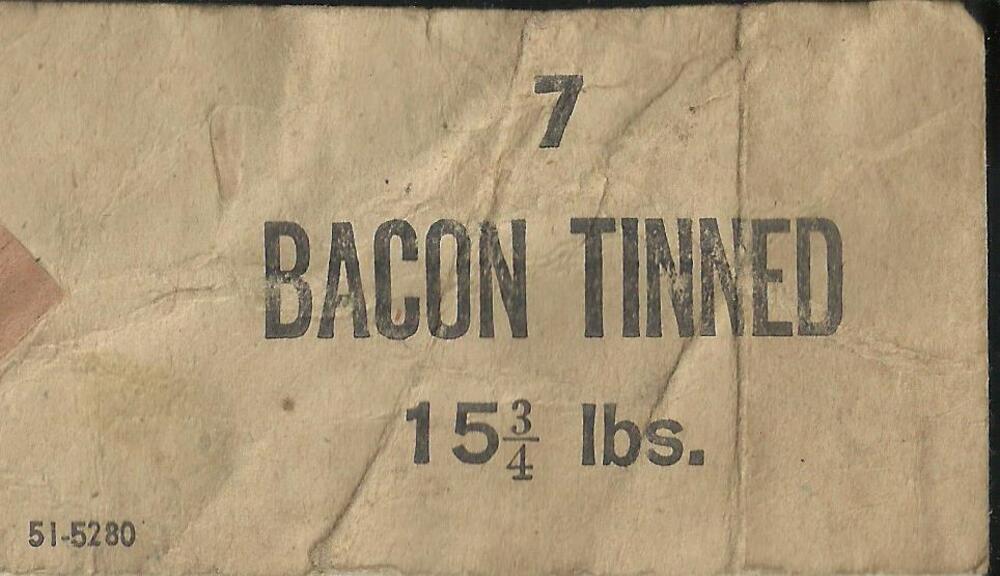 7
BACON TINNED
15¾ lbs.
51-5280